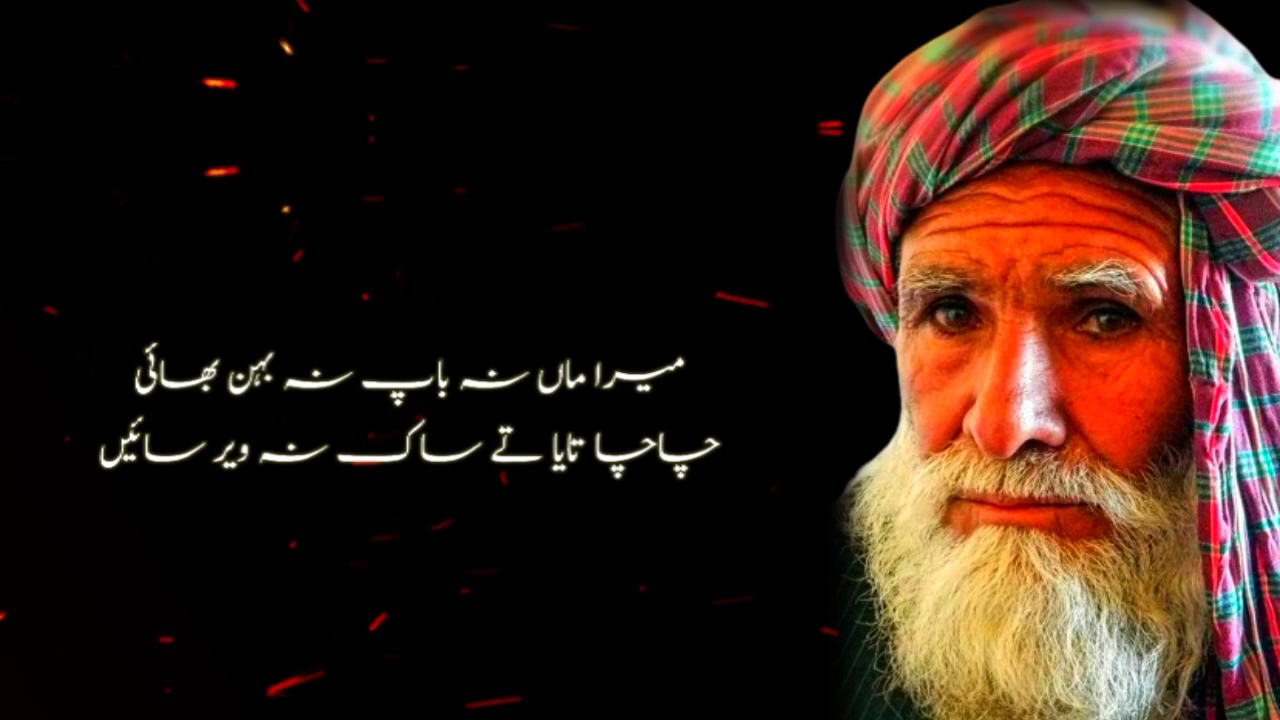 میرا ماں نہ باپ نہ بہن بھائی
چاچا تایا تے ساک نہ ویر سائیں